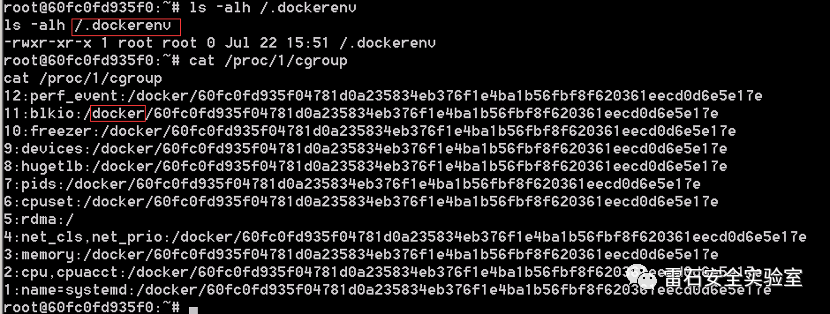 root@60fc0fd935f0:~# ls -alh /.dockerenv
ls -alh /.dockerenv
-rwxr-xr-x 1 root root 0 Jul 22 15:51 /.dockerenv
root@60fc0fd935f0:~# cat /proc/1/cgroup
cat /proc/1/cgroup
12:perf_event:/docker/60fc0fd935f04781d0a235834eb376f1e4ba1b56fbf8f620361eecd0d6e5e17e
11:blkio:/docker/60fc0fd935f04781d0a235834eb376f1e4ba1b56fbf8f620361eecd0d6e5e17e
10:freezer:/docker/60fc0fd935f04781d0a235834eb376f1e4ba1b56fbf8f620361eecd0d6e5e17e
9:devices:/docker/60fc0fd935f04781d0a235834eb376f1e4ba1b56fbf8f620361eecd0d6e5e17e
8:hugetlb:/docker/60fc0fd935f04781d0a235834eb376f1e4ba1b56fbf8f620361eecd0d6e5e17e
7:pids:/docker/60fc0fd935f04781d0a235834eb376f1e4ba1b56fbf8f620361eecd0d6e5e17e
6:cpuset:/docker/60fc0fd935f04781d0a235834eb376f1e4ba1b56fbf8f620361eecd0d6e5e17e
5:rdma:/
4:net_cls,net_prio:/docker/60fc0fd935f04781d0a235834eb376f1e4ba1b56fbf8f620361eecd0d6e5e17e
3:memory:/docker/60fc0fd935f04781d0a235834eb376f1e4ba1b56fbf8f620361eecd0d6e5e17e
2:cpu,cpuacct:/docker/60fc0fd935f04781d0a235834eb376f1e4ba1b56fbf8f620361eecd0d6e5e17e
1:name=systemd:/docker/60fc0fd935f04781d0a235834eb376f1e4ba1b56fbf8f620361eecd0d6e5e17e
root@60fc0fd935f0:~#
雷石安全实验室